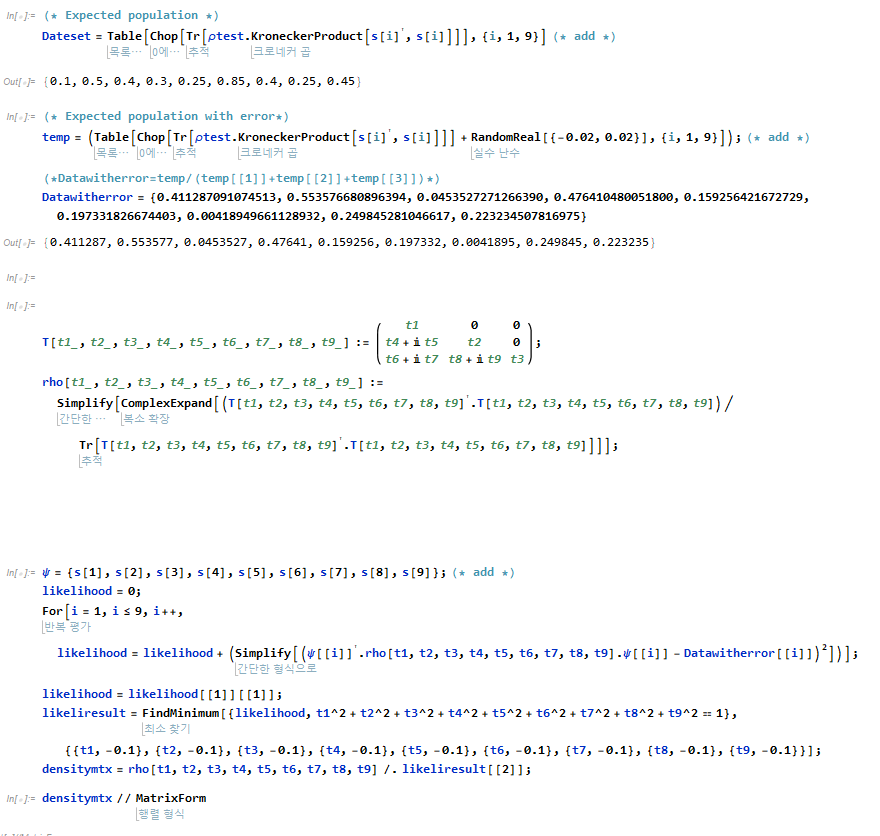 In[•]:= (* Expected population *)
Dateset = Table[Chop[Tr[ρtest.KroneckerProduct[s[i]†, s[i]]]], {i, 1, 9}] (* add *)
목록… 0에… 추적 크로네커 곱
Out[•]= {0.1, 0.5, 0.4, 0.3, 0.25, 0.85, 0.4, 0.25, 0.45}
In[•]:= (* Expected population with error*)
temp = (Table[Chop[Tr[ρtest.KroneckerProduct[s[i]†, s[i]]]] + RandomReal[{-0.02, 0.02}], {i, 1, 9}]); (* add *)
목록… 0에… 추적 크로네커 곱 실수 난수
(*Datawitherror=temp/(temp[[1]]+temp[[2]]+temp[[3]])*)
Datawitherror = {0.411287091074513, 0.553576680896394, 0.0453527271266390, 0.476410480051800, 0.159256421672729,
0.197331826674403, 0.00418949661128932, 0.249845281046617, 0.223234507816975}
Out[•]= {0.411287, 0.553577, 0.0453527, 0.47641, 0.159256, 0.197332, 0.0041895, 0.249845, 0.223235}
In[•]:=
In[•]:=
t1 0 0
T[t1_, t2_, t3_, t4_, t5_, t6_, t7_, t8_, t9_] := ( t4 + i t5 t2 0 );
t6 + i t7 t8 + i t9 t3
rho[t1_, t2_, t3_, t4_, t5_, t6_, t7_, t8_, t9_] :=
Simplify[ComplexExpand[(T[t1, t2, t3, t4, t5, t6, t7, t8, t9]†.T[t1, t2, t3, t4, t5, t6, t7, t8, t9]) /
간단한 … 복소 확장
Tr[T[t1, t2, t3, t4, t5, t6, t7, t8, t9]†.T[t1, t2, t3, t4, t5, t6, t7, t8, t9]]]];
추적
In[•]:= ψ = {s[1], s[2], s[3], s[4], s[5], s[6], s[7], s[8], s[9]}; (* add *)
likelihood = 0;
For[i = 1, i ≤ 9, i++,
반복 평가
likelihood = likelihood + (Simplify[(ψ[[i]]†.rho[t1, t2, t3, t4, t5, t6, t7, t8, t9].ψ[[i]] - Datawitherror[[i]])²])];
간단한 형식으로
likelihood = likelihood[[1]][[1]];
likeliresult = FindMinimum[{likelihood, t1^2 + t2^2 + t3^2 + t4^2 + t5^2 + t6^2 + t7^2 + t8^2 + t9^2 == 1},
최소 찾기
{{t1, -0.1}, {t2, -0.1}, {t3, -0.1}, {t4, -0.1}, {t5, -0.1}, {t6, -0.1}, {t7, -0.1}, {t8, -0.1}, {t9, -0.1}}];
densitymtx = rho[t1, t2, t3, t4, t5, t6, t7, t8, t9] /. likeliresult[[2]];
In[•]:= densitymtx // MatrixForm
행렬 형식